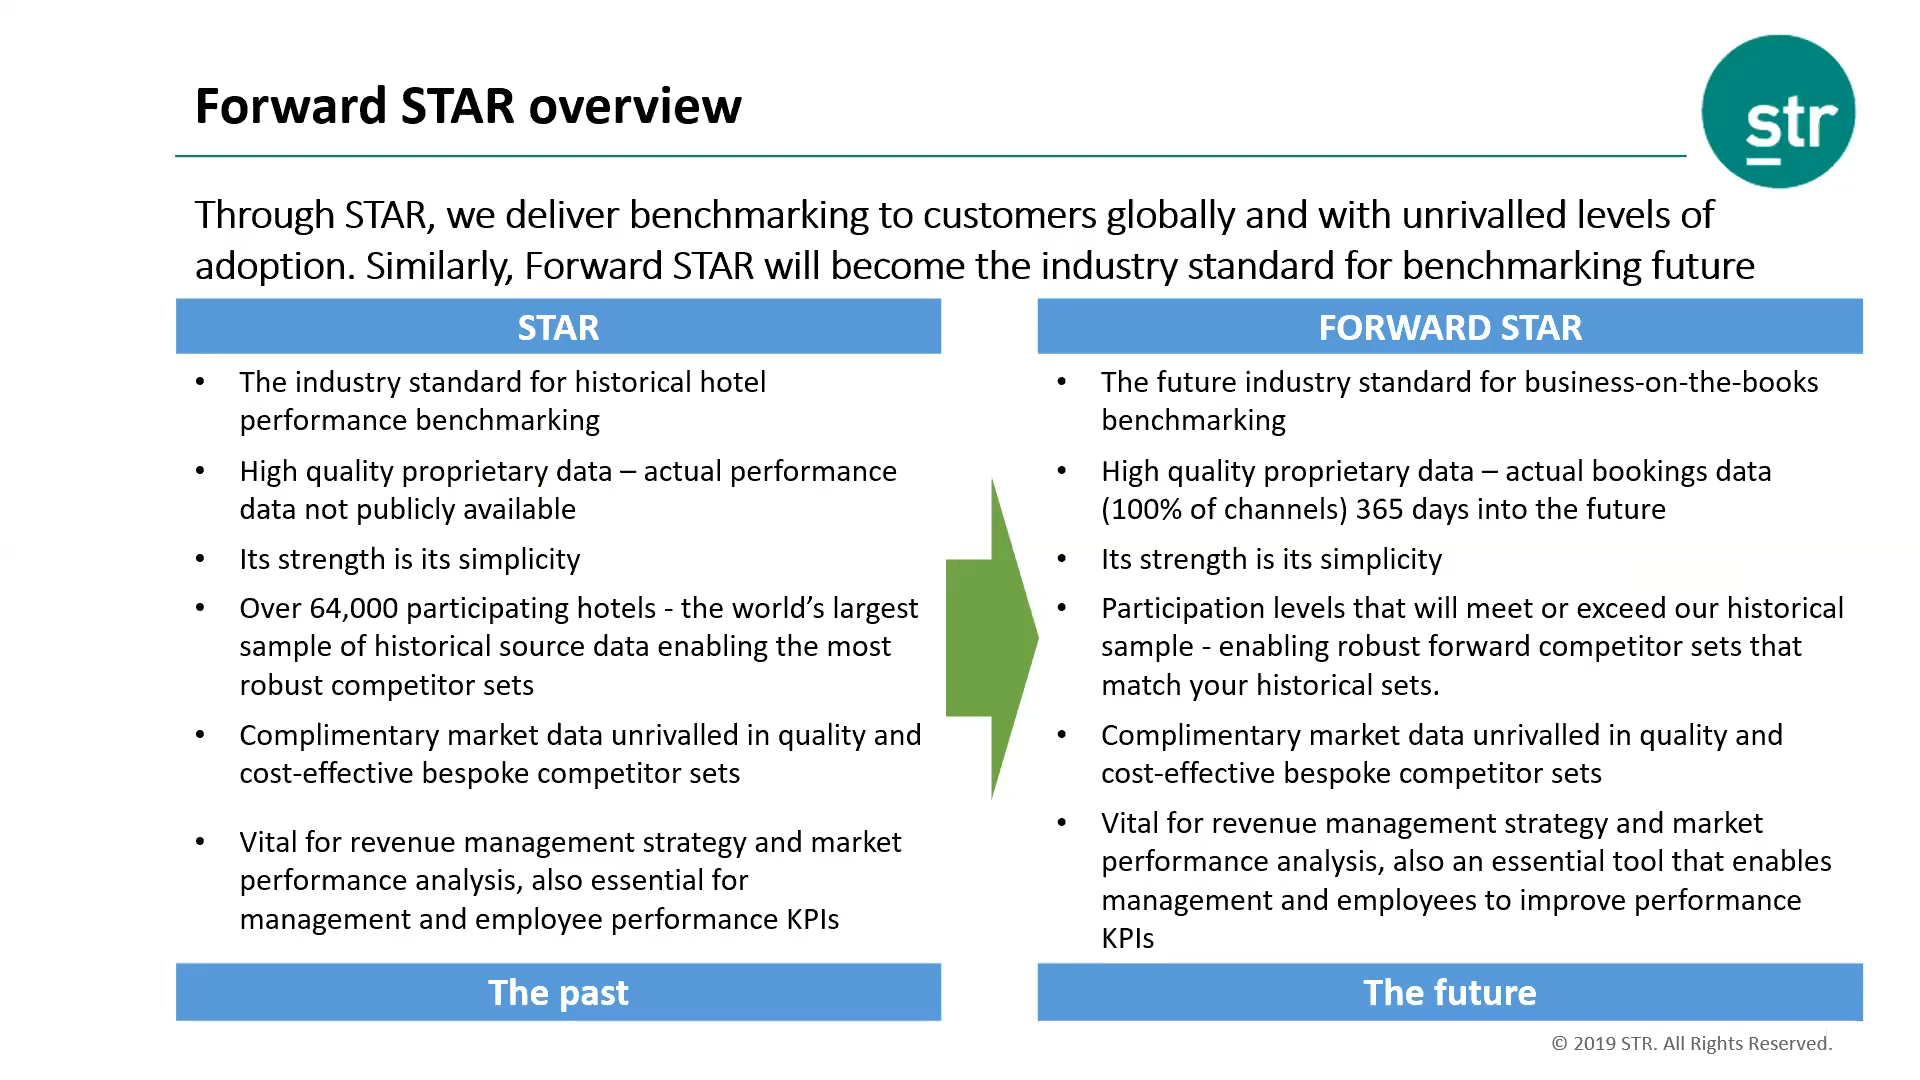 Forward STAR overview
str
Through STAR, we deliver benchmarking to customers globally and with unrivalled levels of
adoption. Similarly, Forward STAR will become the industry standard for benchmarking future
STAR
• The industry standard for historical hotel
performance benchmarking
• High quality proprietary data – actual performance
data not publicly available
• Its strength is its simplicity
• Over 64,000 participating hotels - the world’s largest
sample of historical source data enabling the most
robust competitor sets
• Complimentary market data unrivalled in quality and
cost-effective bespoke competitor sets
• Vital for revenue management strategy and market
performance analysis, also essential for
management and employee performance KPIs
The past
FORWARD STAR
• The future industry standard for business-on-the-books
benchmarking
• High quality proprietary data – actual bookings data
(100% of channels) 365 days into the future
• Its strength is its simplicity
• Participation levels that will meet or exceed our historical
sample - enabling robust forward competitor sets that
match your historical sets.
• Complimentary market data unrivalled in quality and
cost-effective bespoke competitor sets
• Vital for revenue management strategy and market
performance analysis, also an essential tool that enables
management and employees to improve performance
KPIs
The future
© 2019 STR. All Rights Reserved.